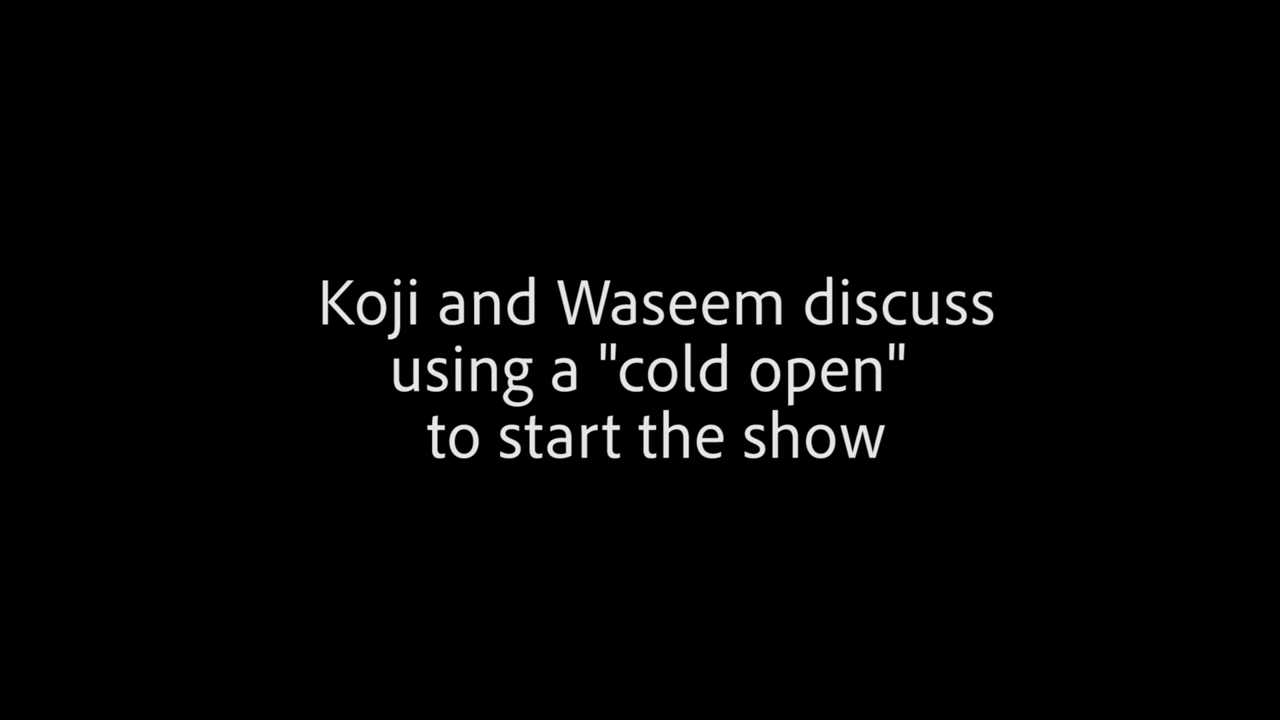 Koji and Waseem discuss
using a "cold open"
to start the show